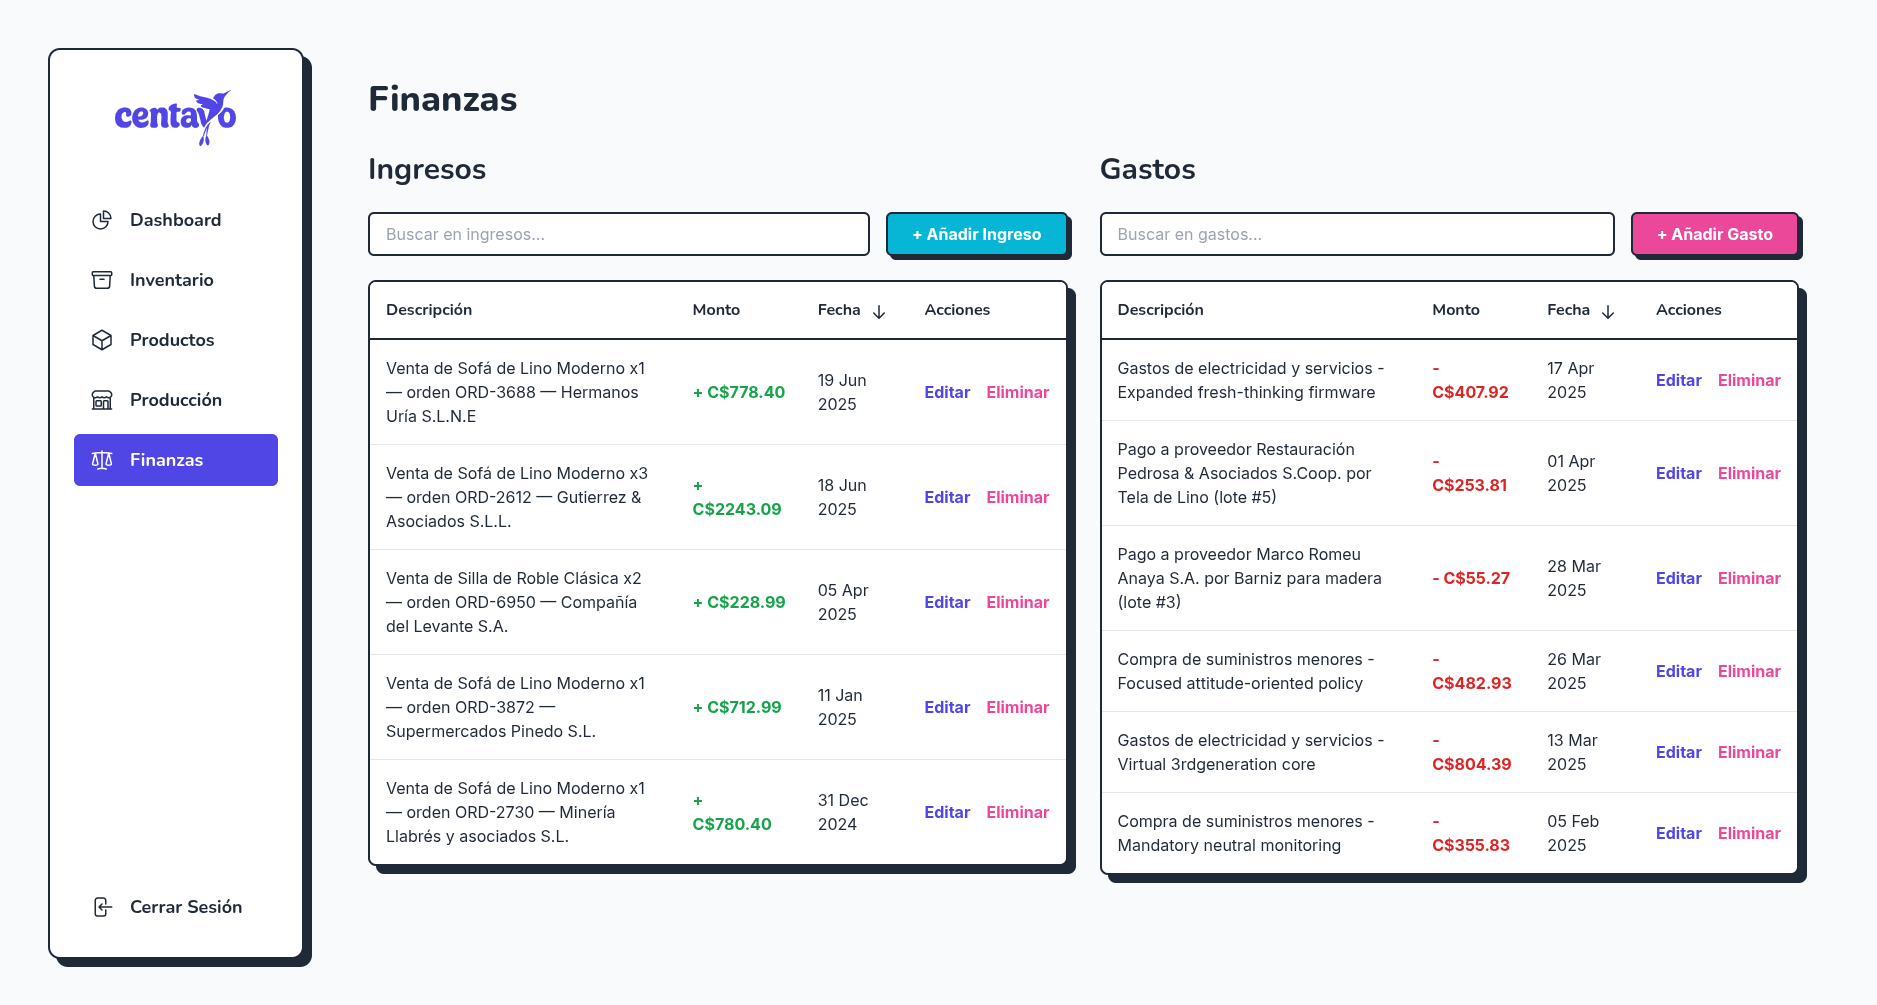 centavo
Dashboard
Inventario
Productos
Producción
Finanzas
Cerrar Sesión
Finanzas
Ingresos
Buscar en ingresos...
+ Añadir Ingreso
Descripción Monto Fecha ↓ Acciones
Venta de Sofá de Lino Moderno x1
— orden ORD-3688 — Hermanos
Uría S.L.N.E
+ C$778.40
19 Jun
2025
Editar Eliminar
Venta de Sofá de Lino Moderno x3
— orden ORD-2612 — Gutierrez &
Asociados S.L.L.
+
C$2243.09
18 Jun
2025
Editar Eliminar
Venta de Silla de Roble Clásica x2
— orden ORD-6950 — Compañía
del Levante S.A.
+ C$228.99
05 Apr
2025
Editar Eliminar
Venta de Sofá de Lino Moderno x1
— orden ORD-3872 —
Supermercados Pinedo S.L.
+ C$712.99
11 Jan
2025
Editar Eliminar
Venta de Sofá de Lino Moderno x1
— orden ORD-2730 — Minería
Llabrés y asociados S.L.
+
C$780.40
31 Dec
2024
Editar Eliminar
Gastos
Buscar en gastos...
+ Añadir Gasto
Descripción Monto Fecha ↓ Acciones
Gastos de electricidad y servicios -
Expanded fresh-thinking firmware
-
C$407.92
17 Apr
2025
Editar Eliminar
Pago a proveedor Restauración
Pedrosa & Asociados S.Coop. por
Tela de Lino (lote #5)
-
C$253.81
01 Apr
2025
Editar Eliminar
Pago a proveedor Marco Romeu
Anaya S.A. por Barniz para madera
(lote #3)
- C$55.27
28 Mar
2025
Editar Eliminar
Compra de suministros menores -
Focused attitude-oriented policy
-
C$482.93
26 Mar
2025
Editar Eliminar
Gastos de electricidad y servicios -
Virtual 3rdgeneration core
-
C$804.39
13 Mar
2025
Editar Eliminar
Compra de suministros menores -
Mandatory neutral monitoring
-
C$355.83
05 Feb
2025
Editar Eliminar